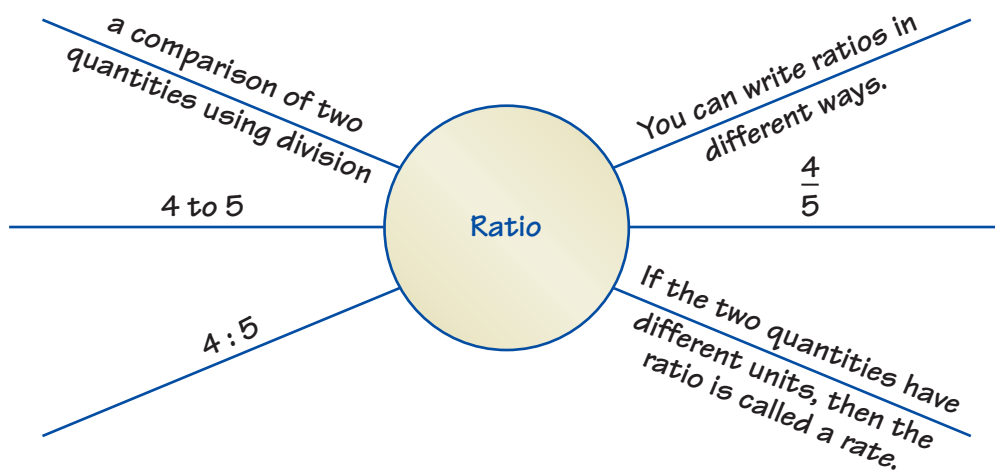 a comparison of two
quantities using division
4 to 5
4 : 5
Ratio
You can write ratios in
different ways.
4
5
If the two quantities have
different units, then the
ratio is called a rate.